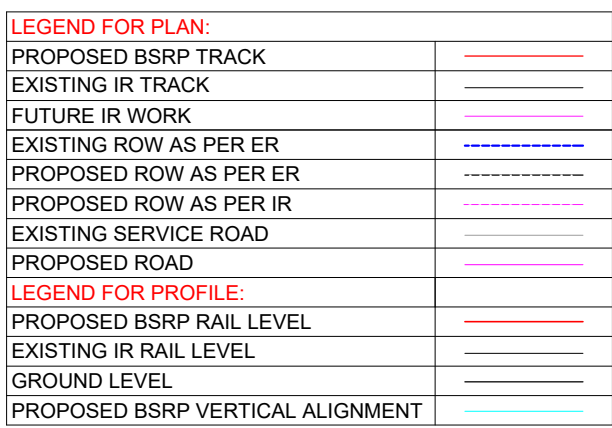 LEGEND FOR PLAN:
PROPOSED BSRP TRACK
EXISTING IR TRACK
FUTURE IR WORK
EXISTING ROW AS PER ER
PROPOSED ROW AS PER ER
PROPOSED ROW AS PER IR
EXISTING SERVICE ROAD
PROPOSED ROAD
LEGEND FOR PROFILE:
PROPOSED BSRP RAIL LEVEL
EXISTING IR RAIL LEVEL
GROUND LEVEL
PROPOSED BSRP VERTICAL ALIGNMENT